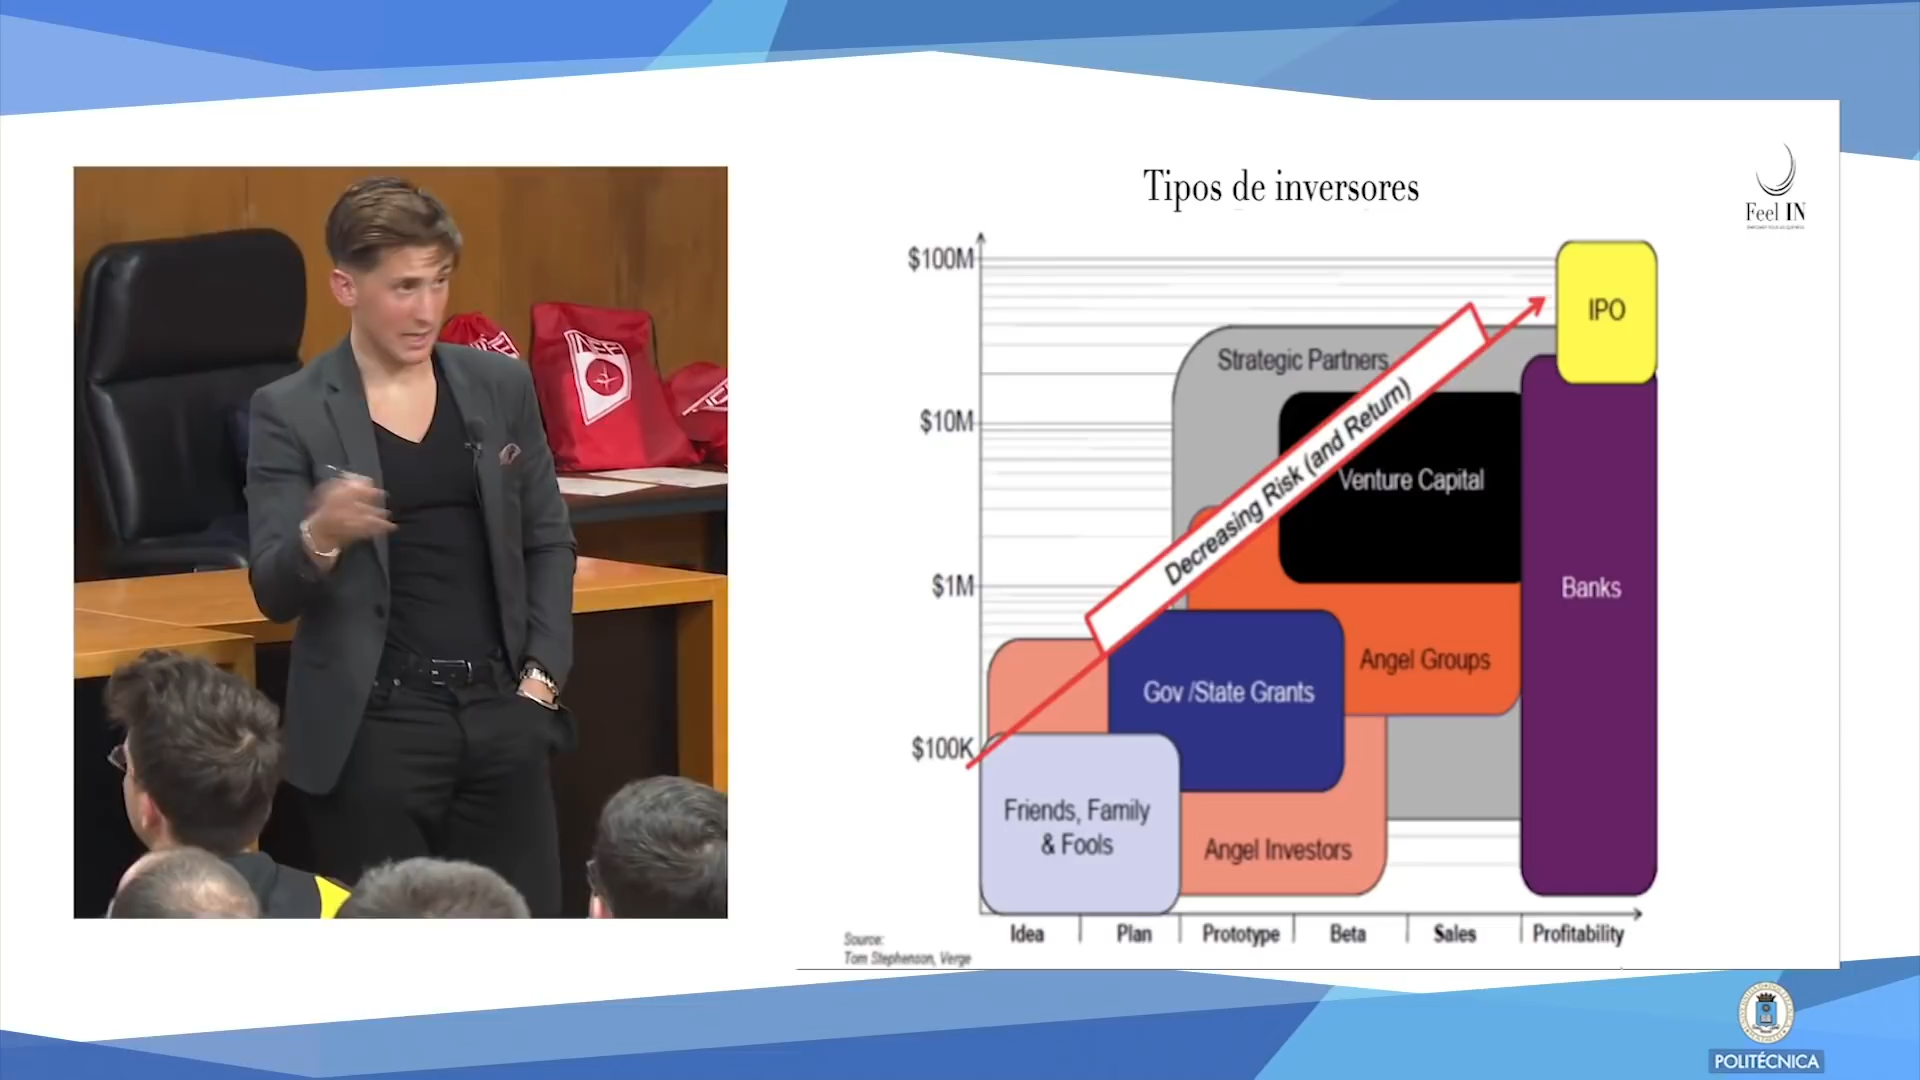 Tipos de inversores
Feel IN
$100M
$10M
$1M
$100K
IPO
Strategic Partners
Decreasing Risk (and Return)
Venture Capital
Banks
Angel Groups
Gov /State Grants
Friends, Family
& Fools
Angel Investors
Idea
Plan
Prototype
Beta
Sales
Profitability
Source:
Tom Stephenson, Verge
INEF
POLITÉCNICA